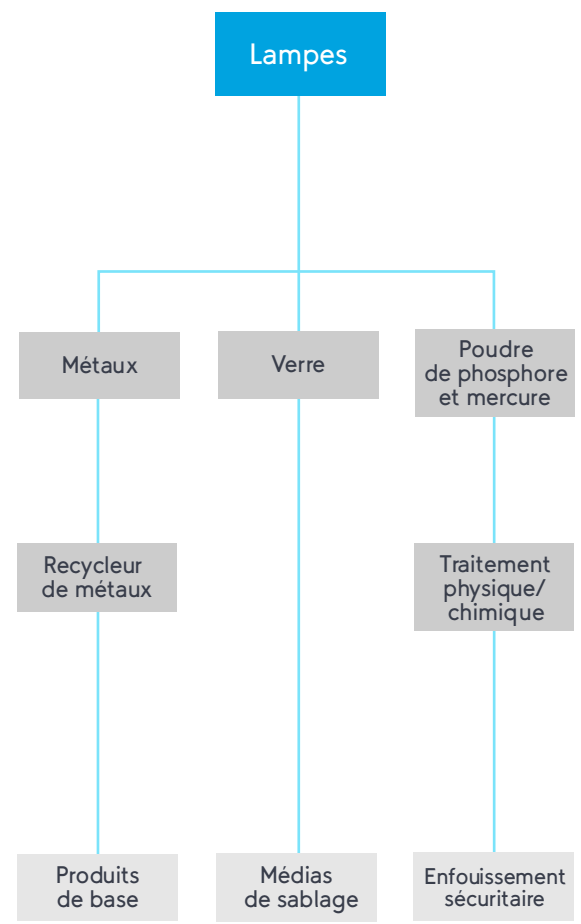 Lampes
Métaux
Verre
Poudre
de phosphore
et mercure
Recycleur
de métaux
Traitement
physique/
chimique
Produits
de base
Médias
de sablage
Enfouissement
sécuritaire